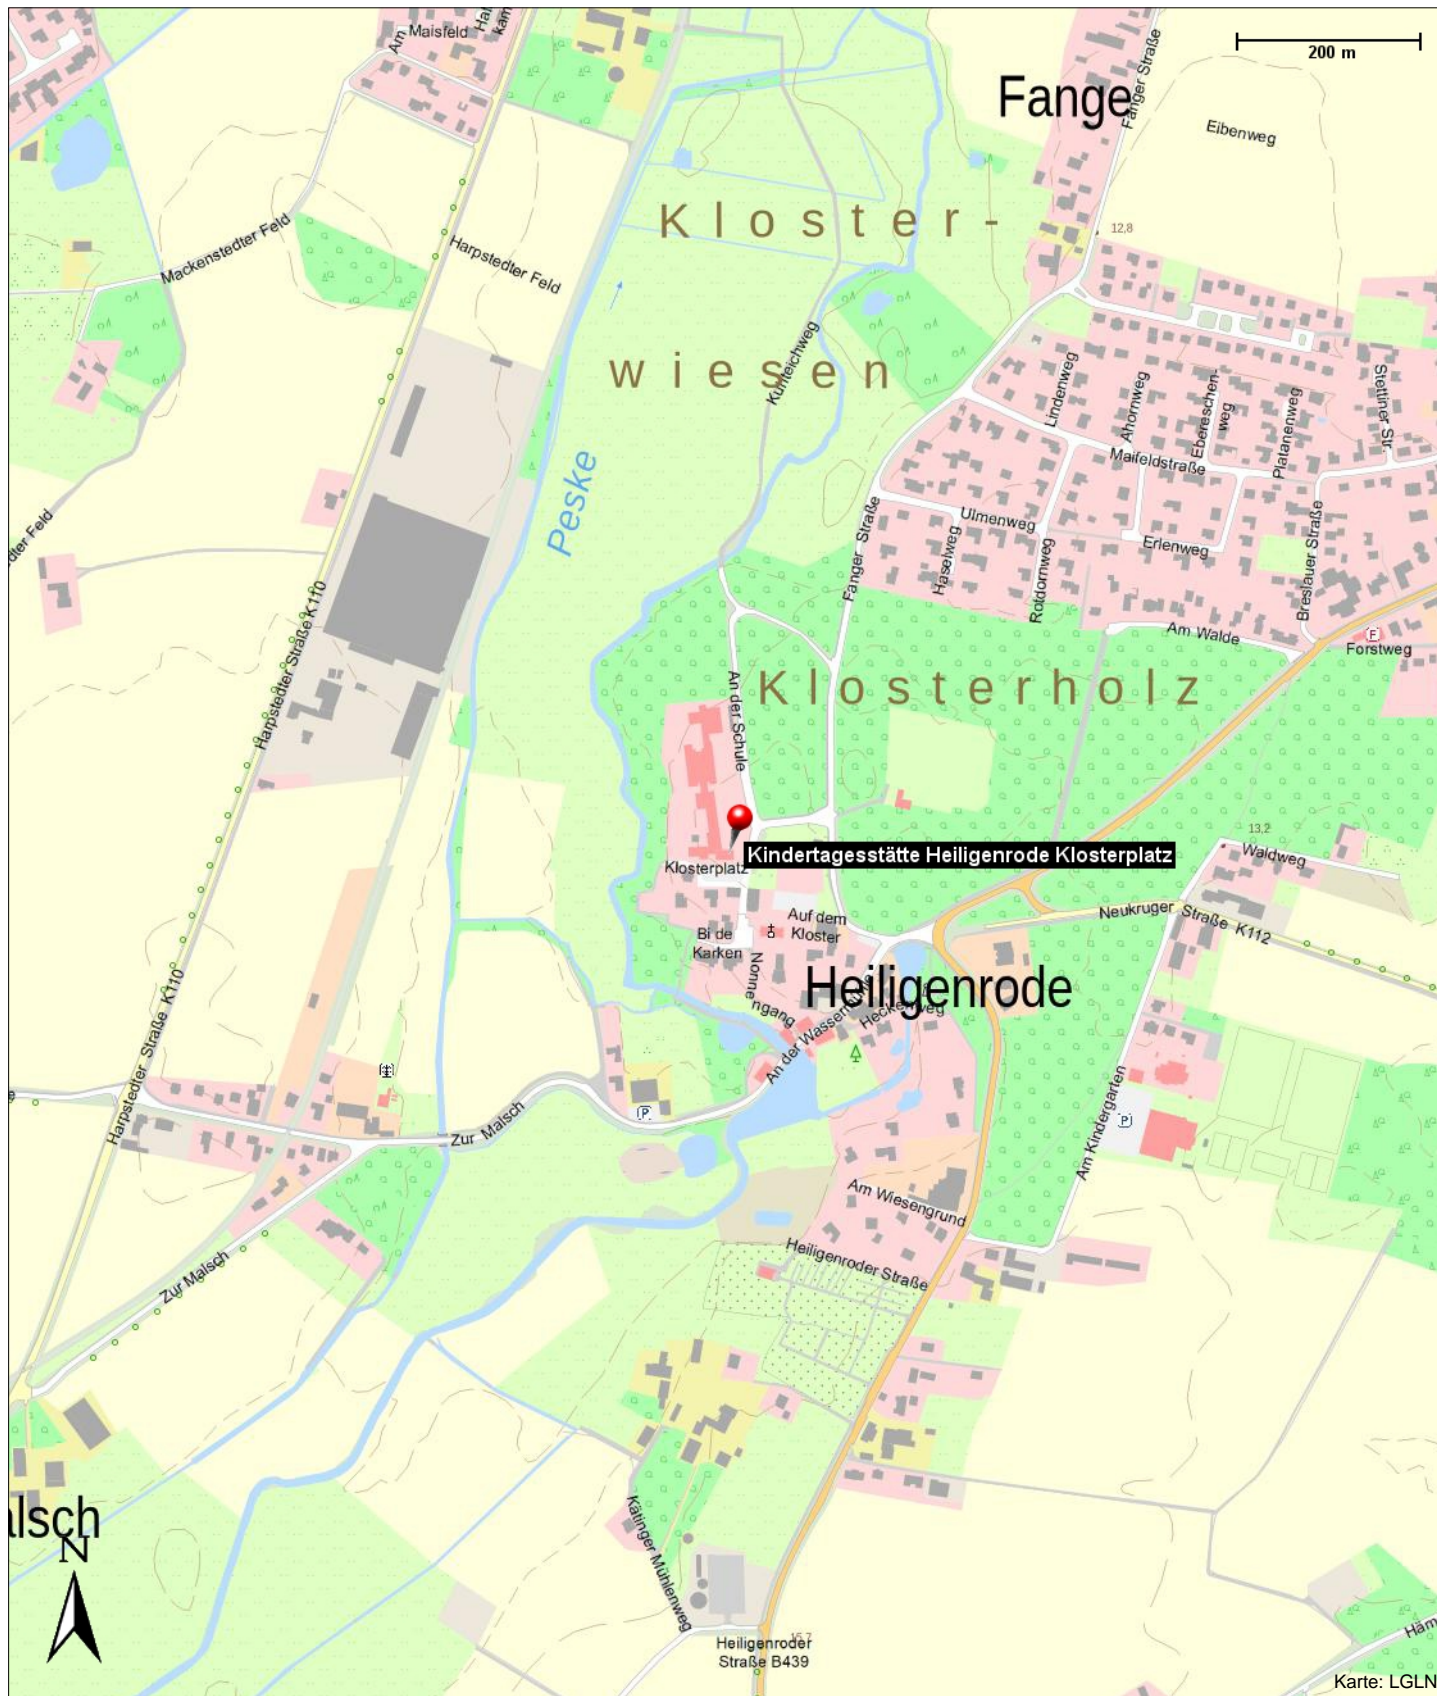 Am Maisfeld
200 m
Fange
Fanger Straße
Eibenweg
Kloster-
12,8
Mackenstedter Feld
Harpstedter Feld
wiesen
Kuhteichweg
Lindenweg
Ahornweg
Ebereschen-
weg
Platanenweg
Stettiner Str.
Maifeldstraße
Peske
Fanger Straße
Ulmenweg
Haselweg
Rotdornweg
Erlenweg
Breslauer Straße
dter Feld
Harpstedter Straße K110
Am Walde
F
Forstweg
An der Schule
Klosterholz
13,2
Waldweg
Kindertagesstätte Heiligenrode Klosterplatz
Klosterplatz
Neukruger Straße K112
Auf dem
Kloster
Bi de
Karken
Nonnengang
Heiligenrode
Heckenweg
An der Wassermühle
Harpstedter Straße K110
P
Zur Malsch
Am Kindergarten
P
Am Wiesengrund
Heiligenroder Straße
Zur Malsch
alsch
N
Kätinger Mühlenweg
15,7
Heiligenroder
Straße B439
Häm
Karte: LGLN